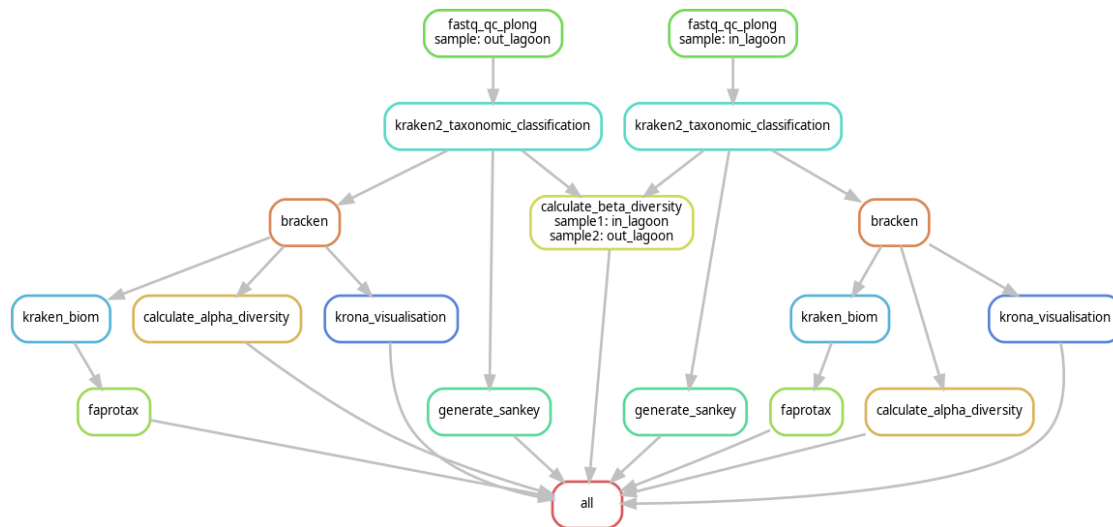 fastq_qc_plong
sample: out_lagoon
fastq_qc_plong
sample: in_lagoon
kraken2_taxonomic_classification
kraken2_taxonomic_classification
bracken
calculate_beta_diversity
sample1: in_lagoon
sample2: out_lagoon
bracken
kraken_biom
calculate_alpha_diversity
krona_visualisation
kraken_biom
krona_visualisation
faprotax
generate_sankey
generate_sankey
faprotax
calculate_alpha_diversity
all